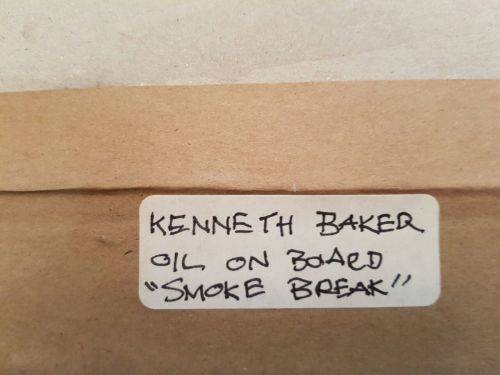 KENNETH BAKER
OIL ON BOARD
"SMOKE BREAK"